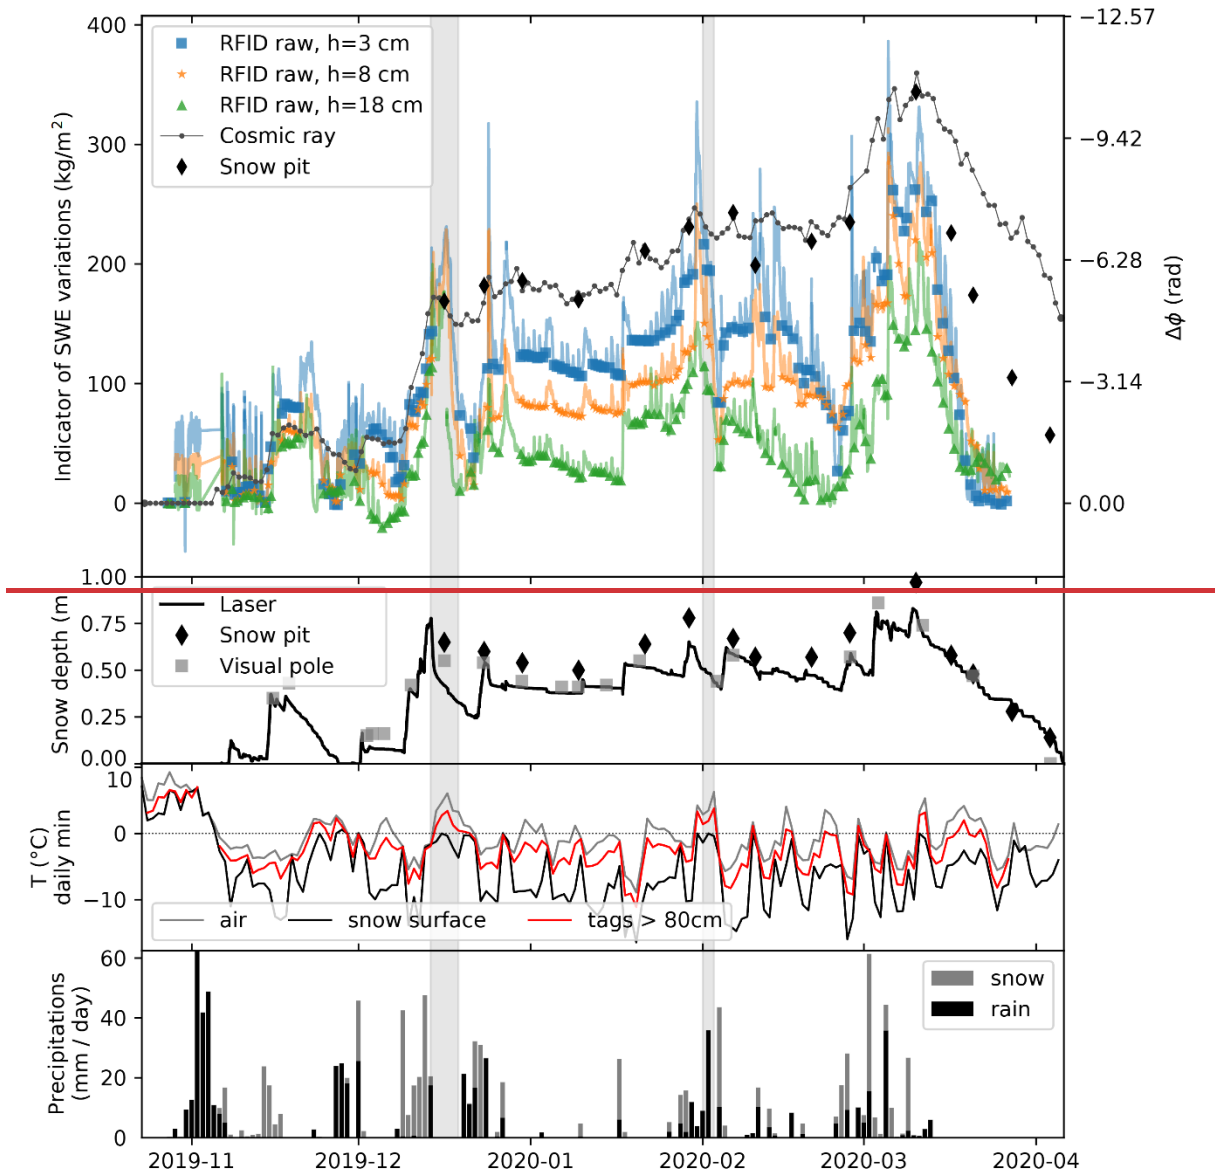 400
300
200
100
0
Indicator of SWE variations (kg/m²)
RFID raw, h=3 cm
RFID raw, h=8 cm
RFID raw, h=18 cm
Cosmic ray
Snow pit
−12.57
−9.42
−6.28
−3.14
0.00
Δϕ (rad)
1.00
0.75
0.50
0.25
0.00
Snow depth (m
Laser
Snow pit
Visual pole
10
0
−10
T (°C)
daily min
air
snow surface
tags > 80cm
60
40
20
0
Precipitations
(mm / day)
snow
rain
2019-11
2019-12
2020-01
2020-02
2020-03
2020-04